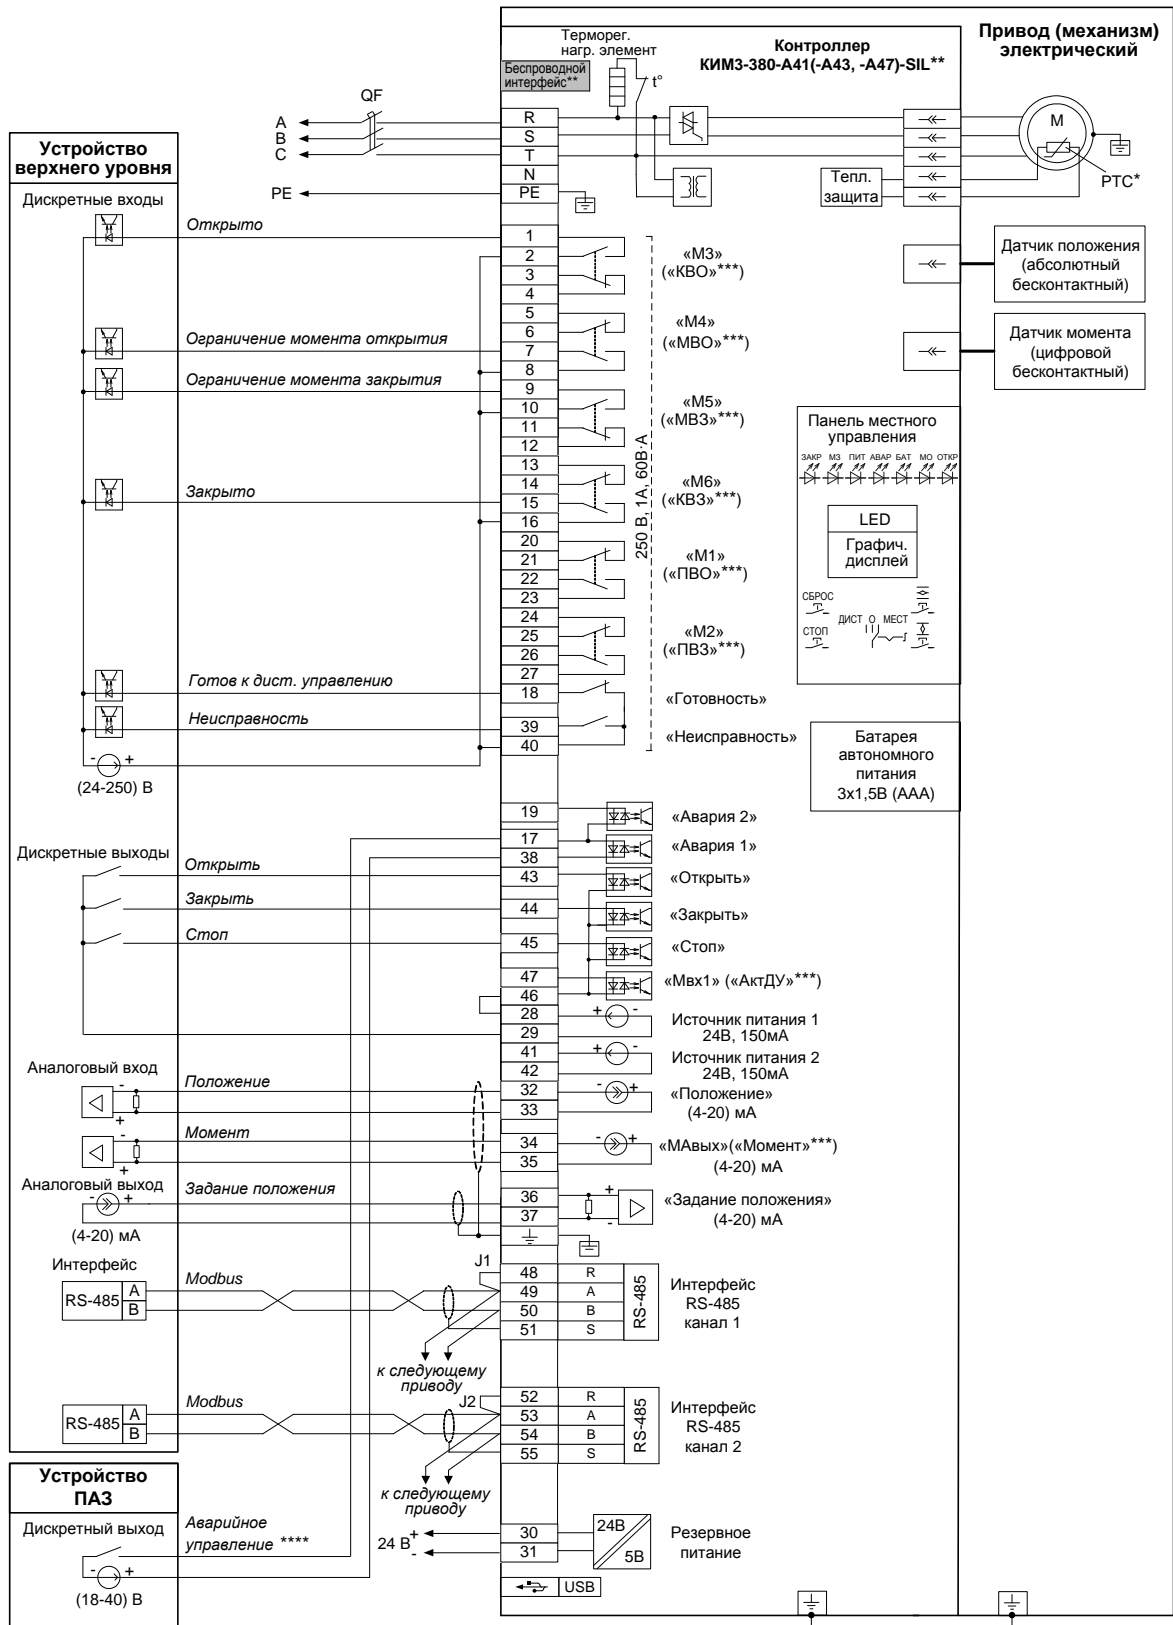 Привод (механизм)
электрический
Контроллер
КИМ3-380-А41(-А43, -А47)-SIL**
Терморег.
нагр. элемент
t°
Беспроводной
интерфейс**
QF
A
B
C
PE
R
S
T
N
PE
M
PTC*
Тепл.
защита
Устройство
верхнего уровня
Дискретные входы
Открыто
Ограничение момента открытия
Ограничение момента закрытия
Закрыто
Готов к дист. управлению
Неисправность
- +
(24-250) В
1
2
3
4
5
6
7
8
9
10
11
12
13
14
15
16
20
21
22
23
24
25
26
27
18
39
40
«М3»
(«КВО»***)
«М4»
(«МВО»***)
«М5»
(«МВЗ»***)
«М6»
(«КВЗ»***)
«М1»
(«ПВО»***)
«М2»
(«ПВЗ»***)
«Готовность»
«Неисправность»
250 В, 1А, 60В·А
Датчик положения
(абсолютный
бесконтактный)
Датчик момента
(цифровой
бесконтактный)
Панель местного
управления
ЗАКР МЗ ПИТ АВАР БАТ МО ОТКР
LED
Графич.
дисплей
СБРОС
СТОП
ДИСТ О МЕСТ
Батарея
автономного
питания
3х1,5В (ААА)
Дискретные выходы
Открыть
Закрыть
Стоп
19
17
38
43
44
45
47
46
28
29
41
42
32
33
34
35
36
37
«Авария 2»
«Авария 1»
«Открыть»
«Закрыть»
«Стоп»
«Мвх1» («АктДУ»***)
+ -
Источник питания 1
24В, 150мА
+ -
Источник питания 2
24В, 150мА
- +
«Положение»
(4-20) мА
- +
«МАвых»(«Момент»***)
(4-20) мА
+
-
«Задание положения»
(4-20) мА
Аналоговый вход
-
+
Положение
-
+
Момент
Аналоговый выход
- +
Задание положения
(4-20) мА
Интерфейс
RS-485
A
B
Modbus
J1
48 R
49 A
50 B
51 S
RS-485
Интерфейс
RS-485
канал 1
к следующему
приводу
RS-485
A
B
Modbus
J2
52 R
53 A
54 B
55 S
RS-485
Интерфейс
RS-485
канал 2
к следующему
приводу
Устройство
ПАЗ
Дискретный выход
Аварийное
управление ****
- +
(18-40) В
24 В
+
-
30
31
24В
5В
Резервное
питание
USB